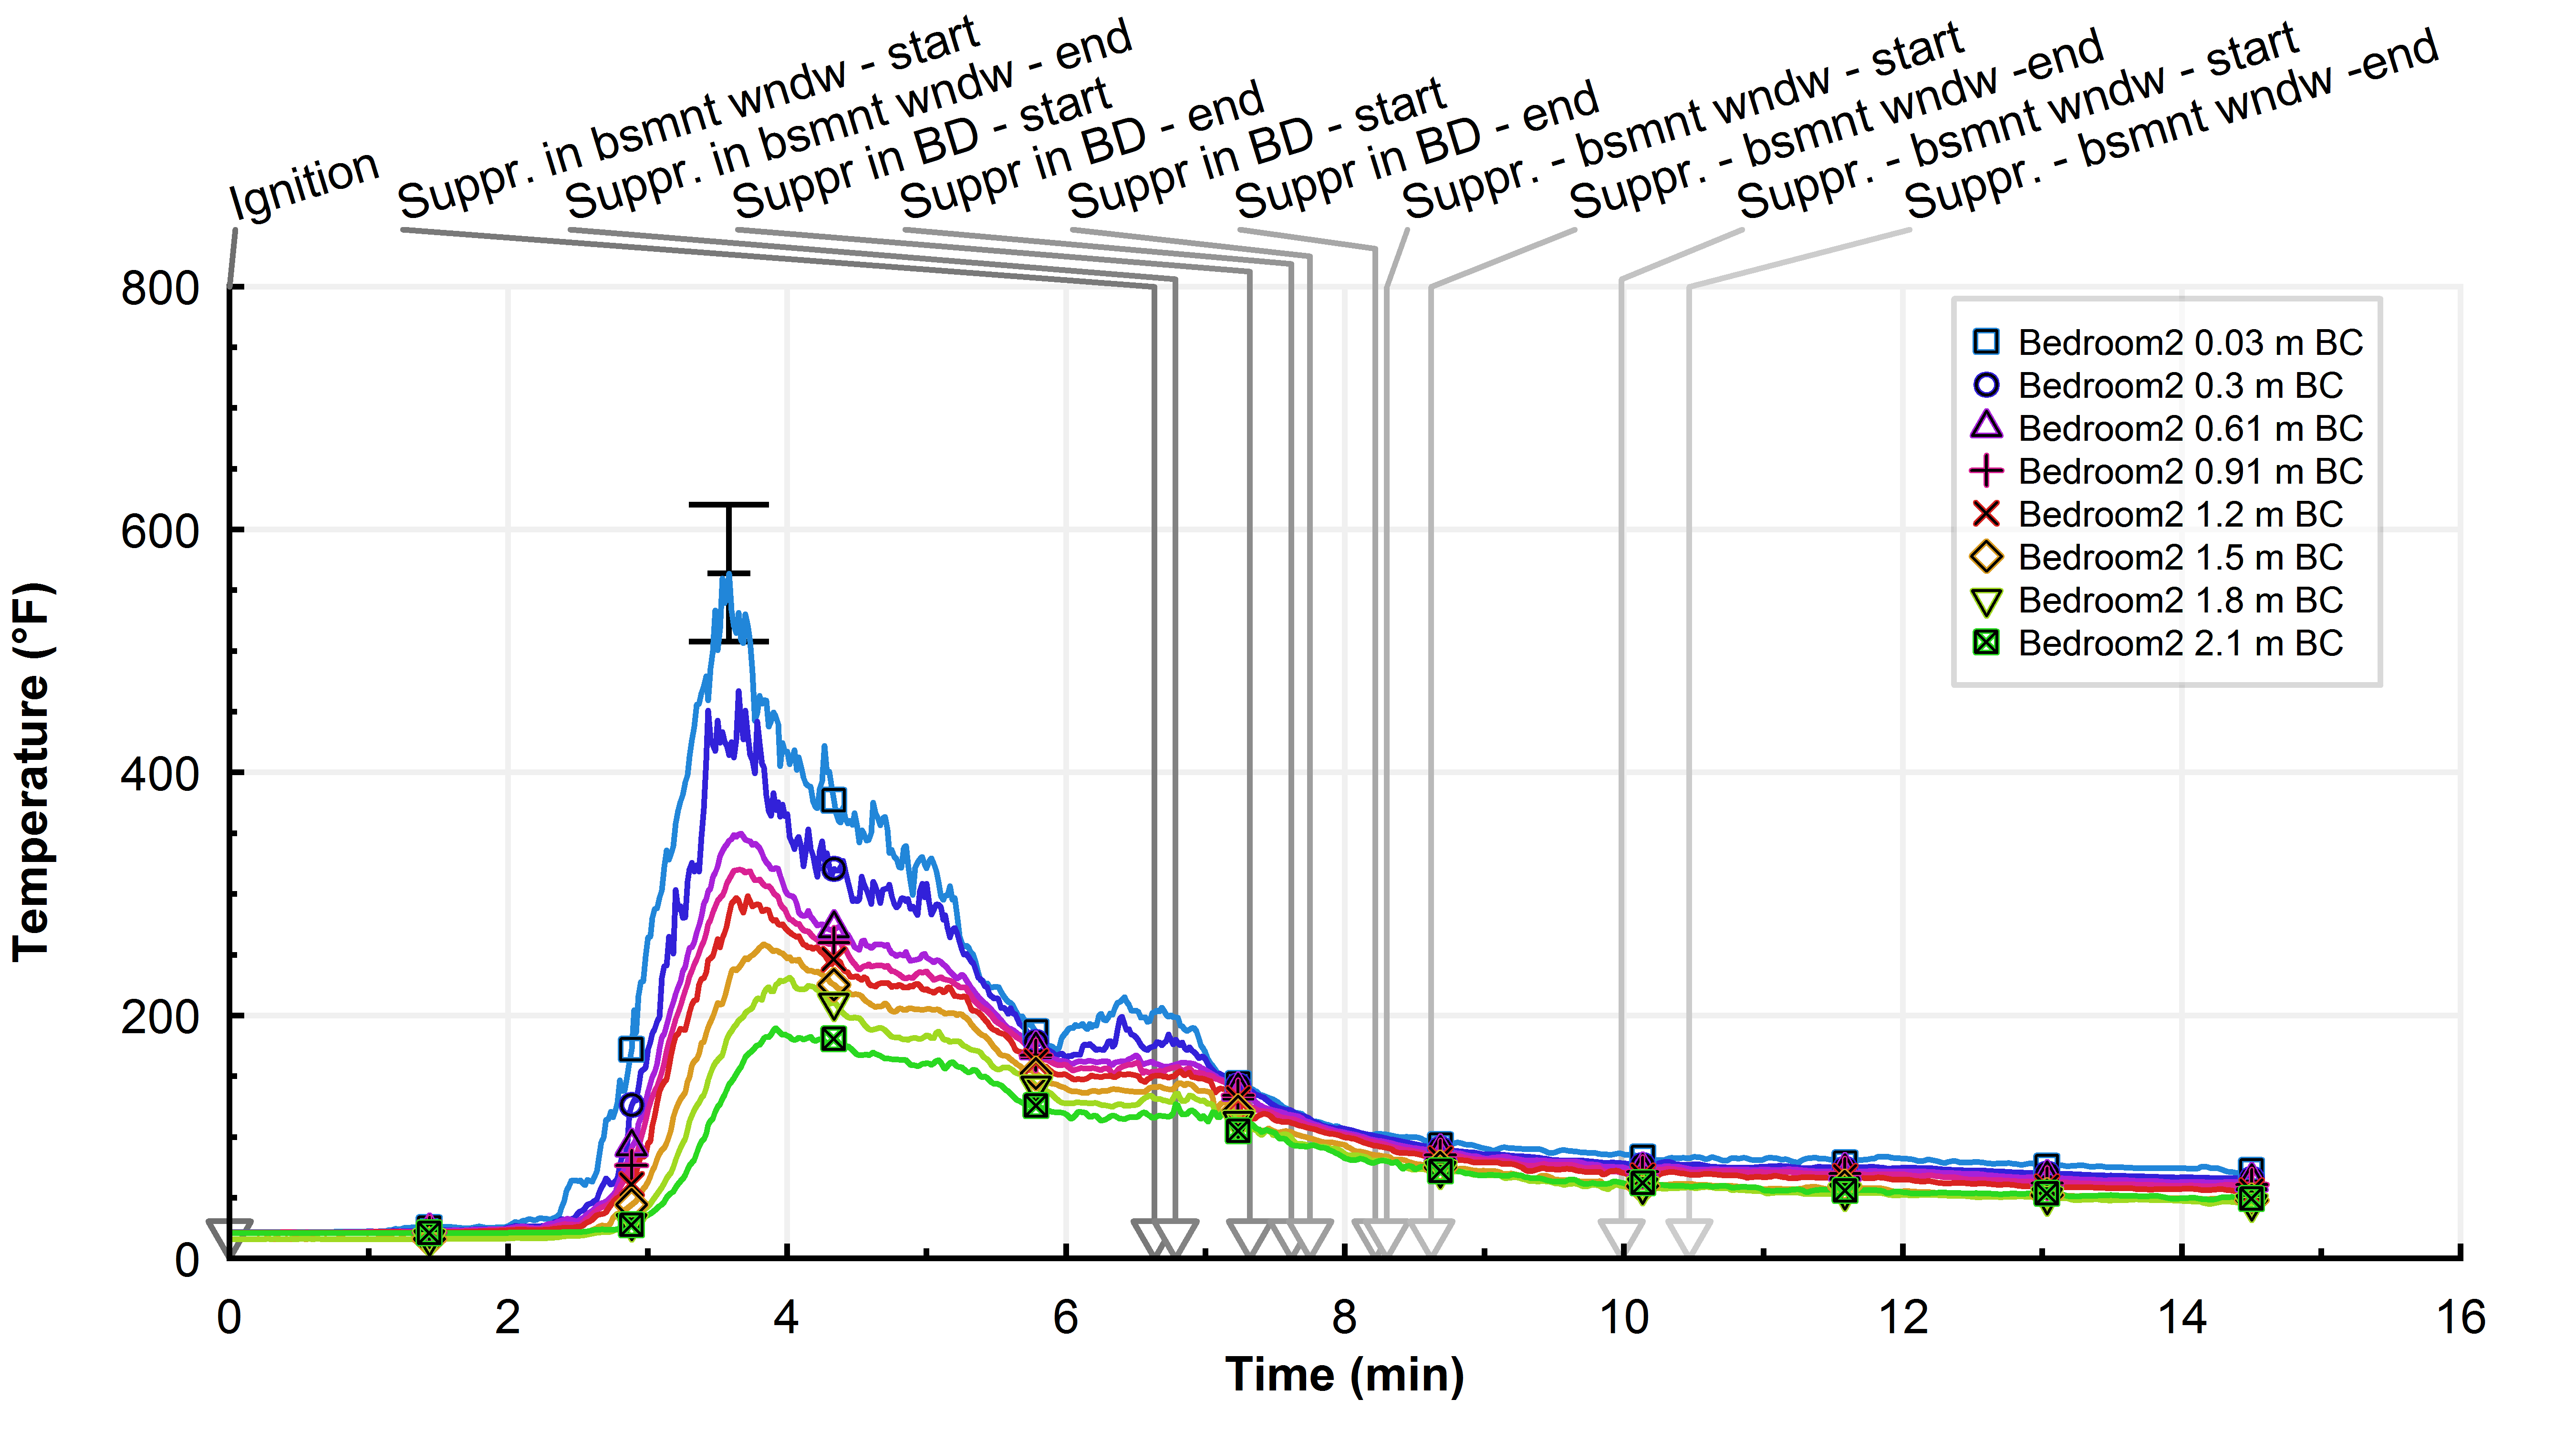 Ignition
Suppr. in bsmnt wndw - start
Suppr. in bsmnt wndw - end
Suppr in BD - start
Suppr in BD - end
Suppr in BD - start
Suppr in BD - end
Suppr. - bsmnt wndw - start
Suppr. - bsmnt wndw -end
Suppr. - bsmnt wndw - start
Suppr. - bsmnt wndw -end
800
600
400
200
0
Temperature (°F)
Bedroom2 0.03 m BC
Bedroom2 0.3 m BC
Bedroom2 0.61 m BC
Bedroom2 0.91 m BC
Bedroom2 1.2 m BC
Bedroom2 1.5 m BC
Bedroom2 1.8 m BC
Bedroom2 2.1 m BC
0 2 4 6 8 10 12 14 16
Time (min)